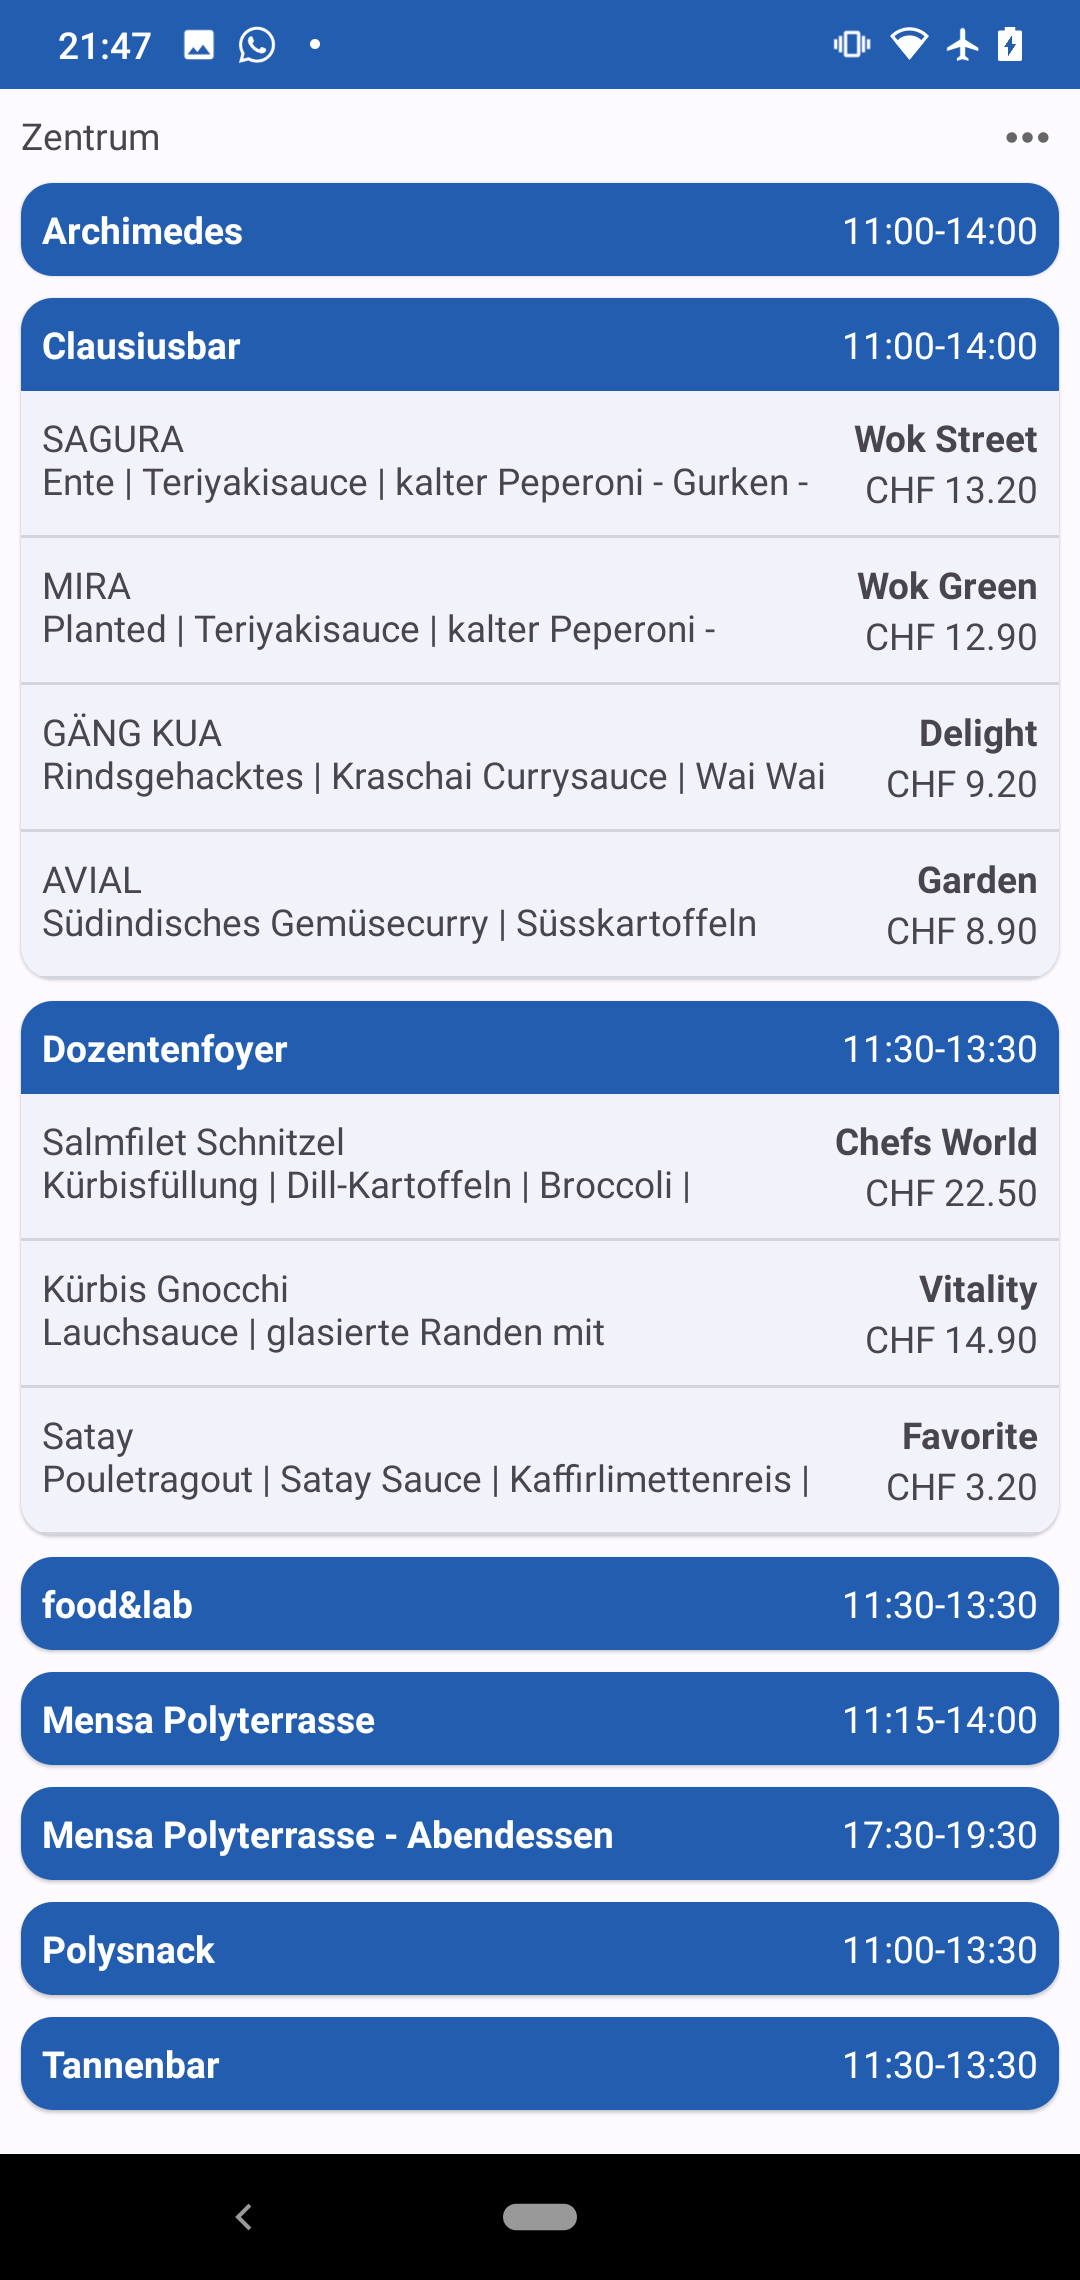 21:47
Zentrum
Archimedes 11:00-14:00
Clausiusbar 11:00-14:00
SAGURA Wok Street
Ente | Teriyakisauce | kalter Peperoni - Gurken - CHF 13.20
MIRA Wok Green
Planted | Teriyakisauce | kalter Peperoni - CHF 12.90
GÄNG KUA Delight
Rindsgehacktes | Kraschai Currysauce | Wai Wai CHF 9.20
AVIAL Garden
Südindisches Gemüsecurry | Süsskartoffeln CHF 8.90
Dozentenfoyer 11:30-13:30
Salmfilet Schnitzel Chefs World
Kürbisfüllung | Dill-Kartoffeln | Broccoli | CHF 22.50
Kürbis Gnocchi Vitality
Lauchsauce | glasierte Randen mit CHF 14.90
Satay Favorite
Pouletragout | Satay Sauce | Kaffirlimettenreis | CHF 3.20
food&lab 11:30-13:30
Mensa Polyterrasse 11:15-14:00
Mensa Polyterrasse - Abendessen 17:30-19:30
Polysnack 11:00-13:30
Tannenbar 11:30-13:30